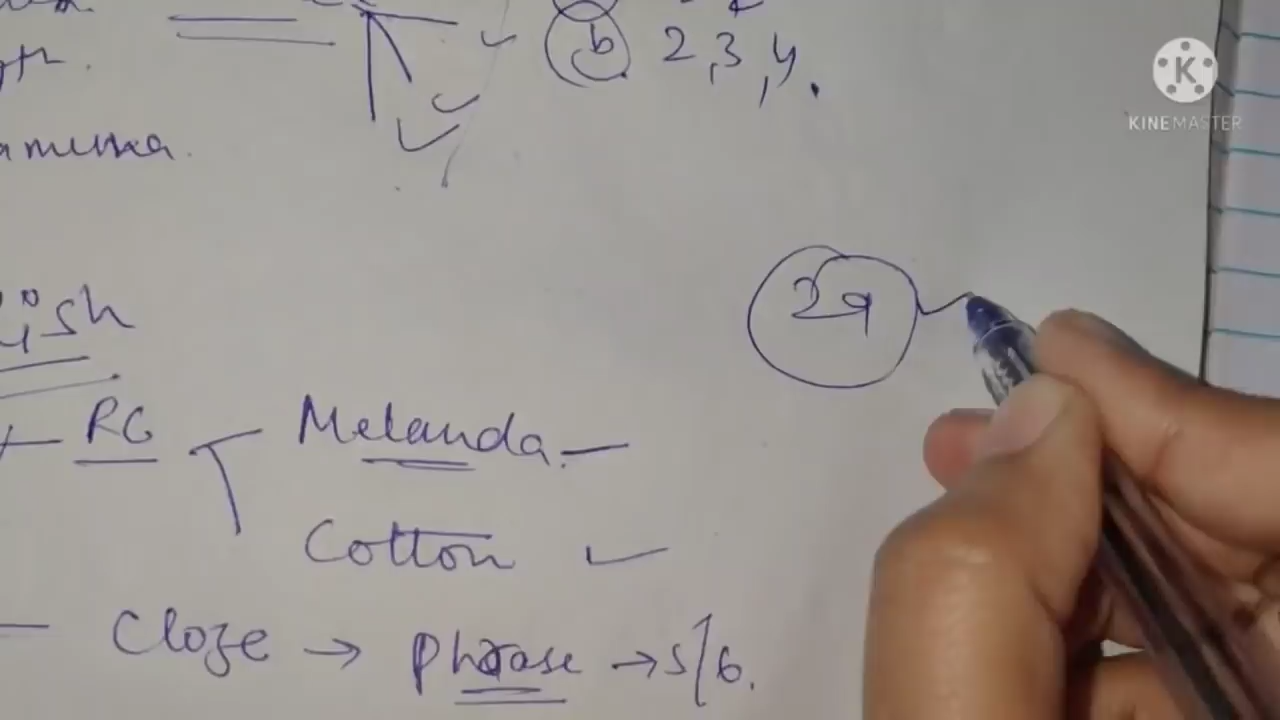 b 2,3,4.
K
KINEMASTER
29
RC Melanda.
Cotton
Cloze → Phrase → 5/6.